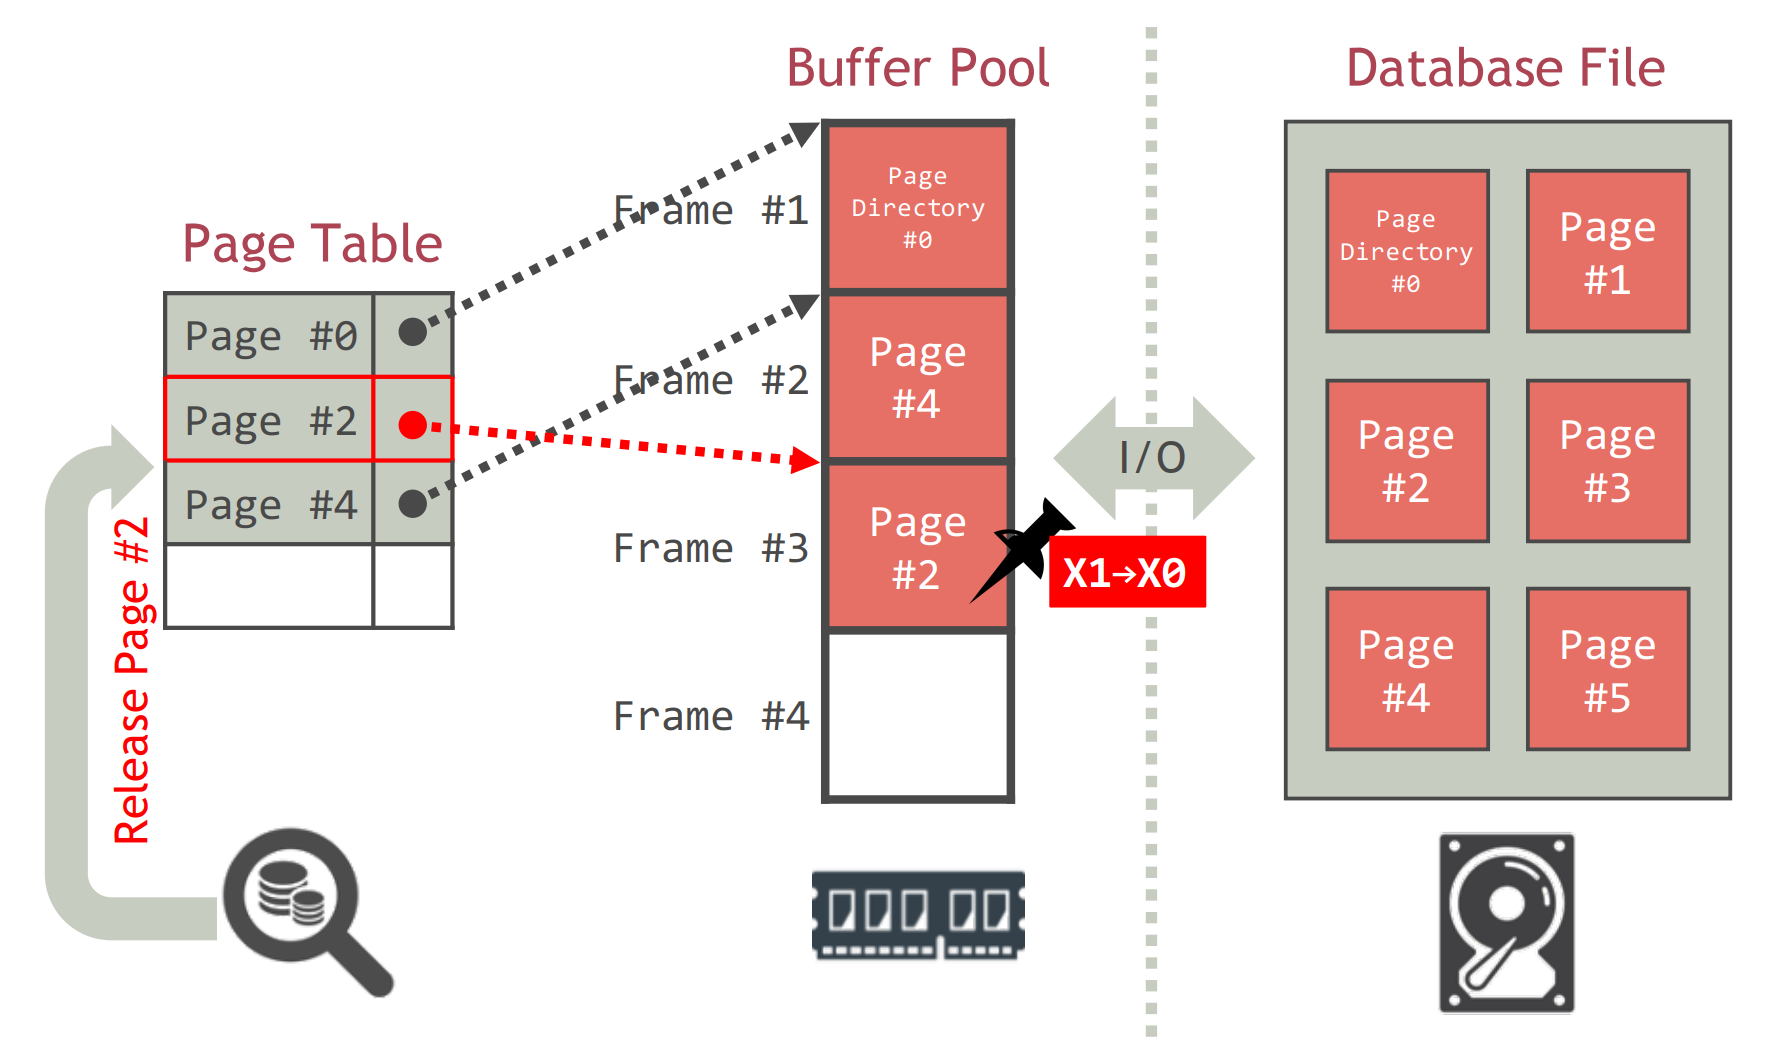 Page Table
Page #0
Page #2
Page #4
Release Page #2
Buffer Pool
Frame #1
Page
Directory
#0
Frame #2
Page
#4
Frame #3
Page
#2
X1→X0
Frame #4
I/O
Database File
Page
Directory
#0
Page
#1
Page
#2
Page
#3
Page
#4
Page
#5